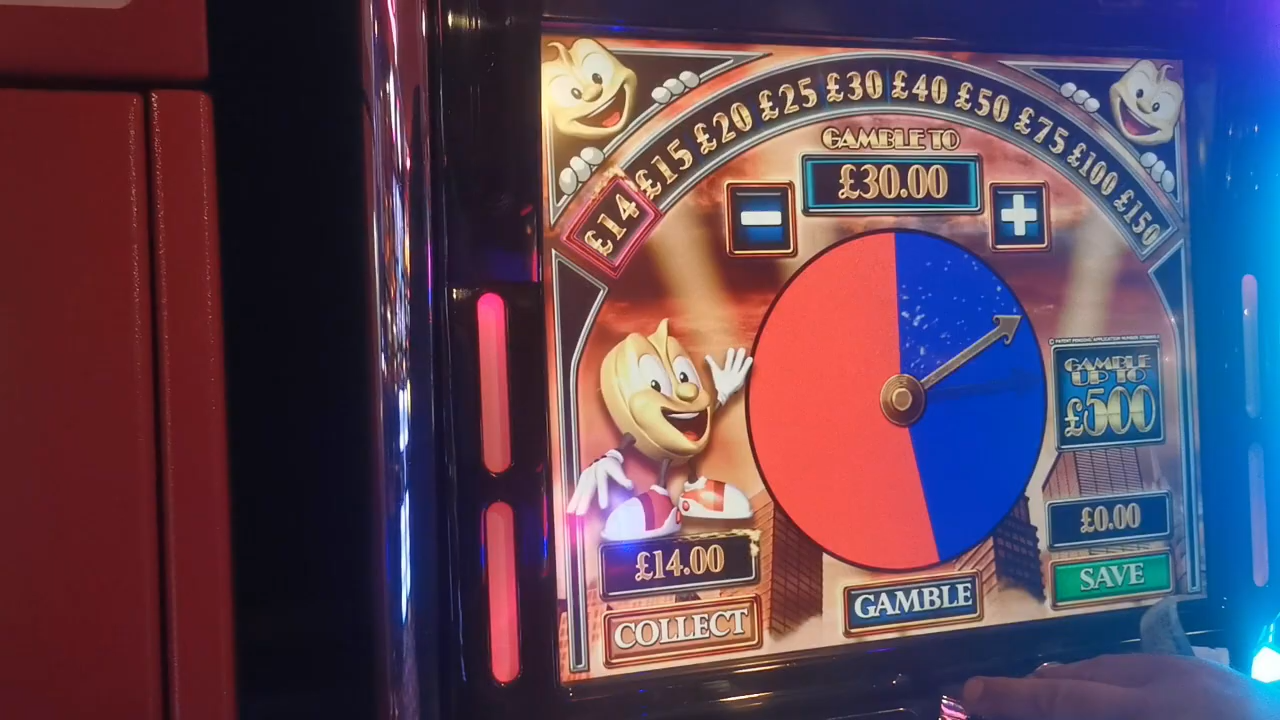 £14 £15 £20 £25 £30 £40 £50 £75 £100 £150
GAMBLE TO
£30.00
GAMBLE
UP TO
£500
£0.00
SAVE
£14.00
COLLECT
GAMBLE